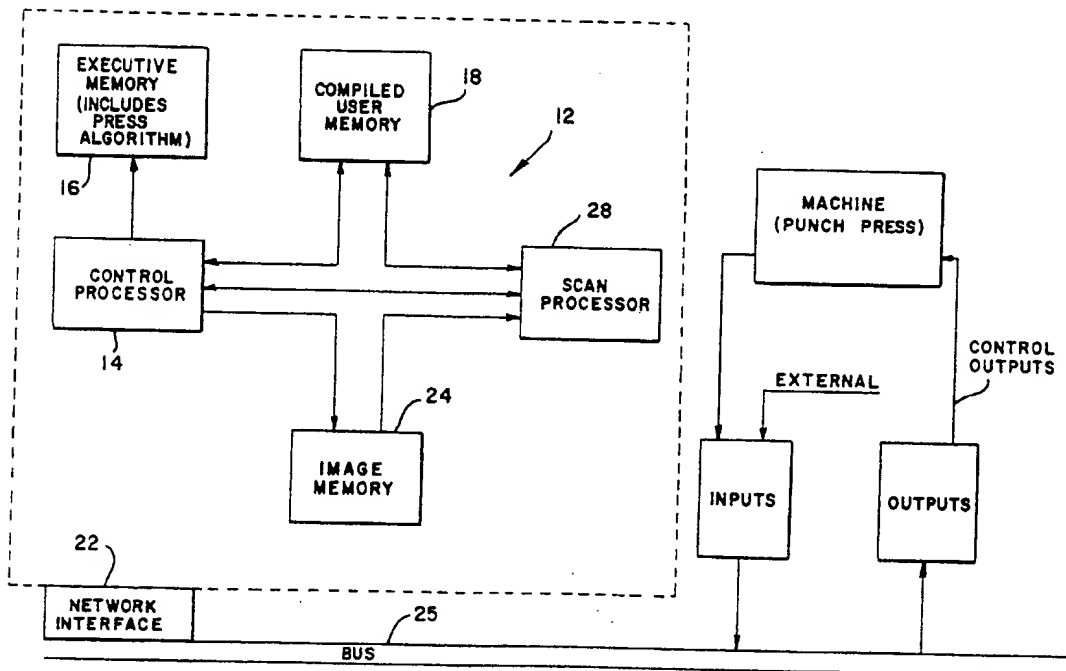 EXECUTIVE
MEMORY
(INCLUDES
PRESS
ALGORITHM)
16
COMPILED
USER
MEMORY
18
12
CONTROL
PROCESSOR
14
28
SCAN
PROCESSOR
24
IMAGE
MEMORY
MACHINE
(PUNCH PRESS)
CONTROL
OUTPUTS
EXTERNAL
INPUTS
OUTPUTS
22
NETWORK
INTERFACE
25
BUS